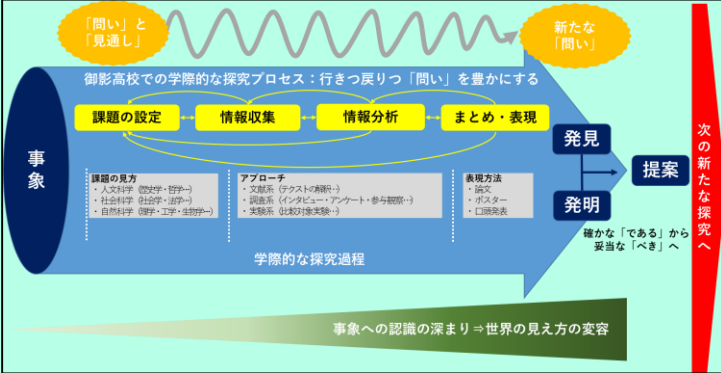 「問い」と
「見通し」
新たな
「問い」
御影高校での学際的な探究プロセス：行きつ戻りつ「問い」を豊かにする
課題の設定
情報収集
情報分析
まとめ・表現
事象
発見
発明
提案
次の新たな探究へ
課題の見方
・人文科学（歴史学・哲学…）
・社会科学（社会学・法学…）
・自然科学（理学・工学・生物学…）
アプローチ
・文献系（テクストの解釈…）
・調査系（インタビュー・アンケート・参与観察…）
・実験系（比較対象実験…）
表現方法
・論文
・ポスター
・口頭発表
確かな「である」から
妥当な「べき」へ
学際的な探究過程
事象への認識の深まり⇒世界の見え方の変容